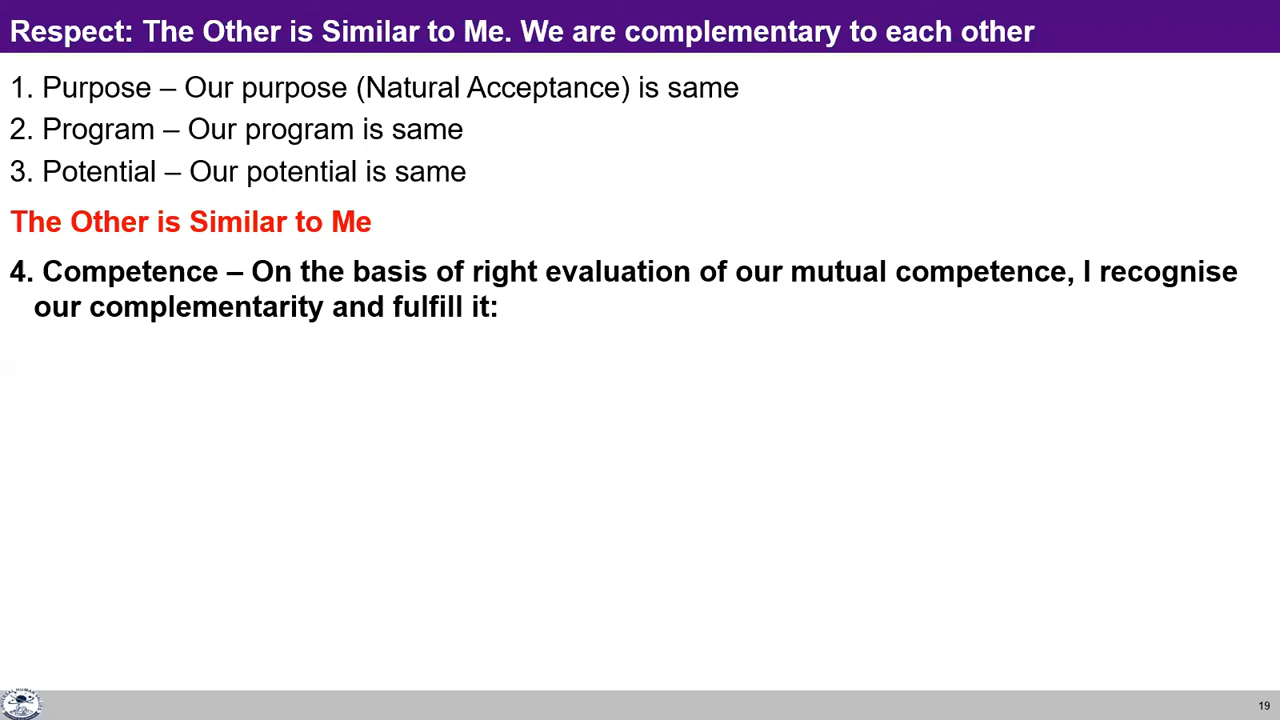 Respect: The Other is Similar to Me. We are complementary to each other
1. Purpose – Our purpose (Natural Acceptance) is same
2. Program – Our program is same
3. Potential – Our potential is same
The Other is Similar to Me
4. Competence – On the basis of right evaluation of our mutual competence, I recognise
our complementarity and fulfill it:
19